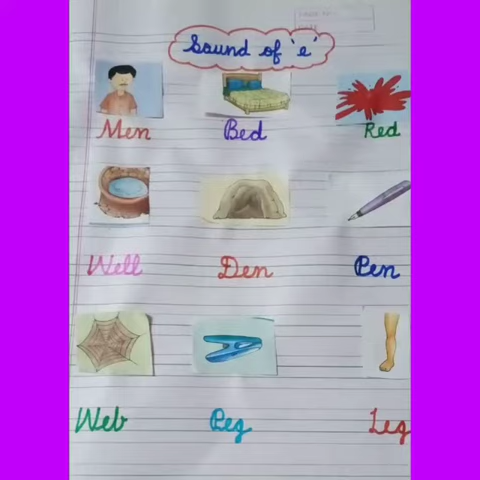 Sound of 'e'
Men Bed Red
Well Den Pen
Web Peg Leg